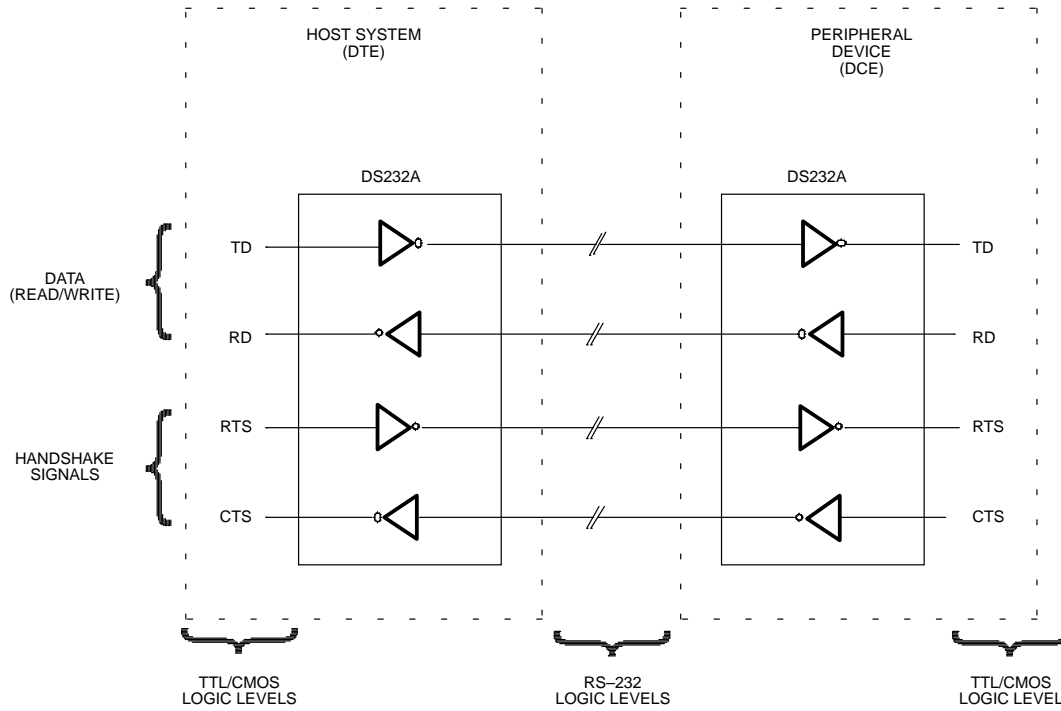 HOST SYSTEM
(DTE)
PERIPHERAL
DEVICE
(DCE)
DS232A
DS232A
DATA
(READ/WRITE)
TD
TD
RD
RD
HANDSHAKE
SIGNALS
RTS
RTS
CTS
CTS
TTL/CMOS
LOGIC LEVELS
RS–232
LOGIC LEVELS
TTL/CMOS
LOGIC LEVEL